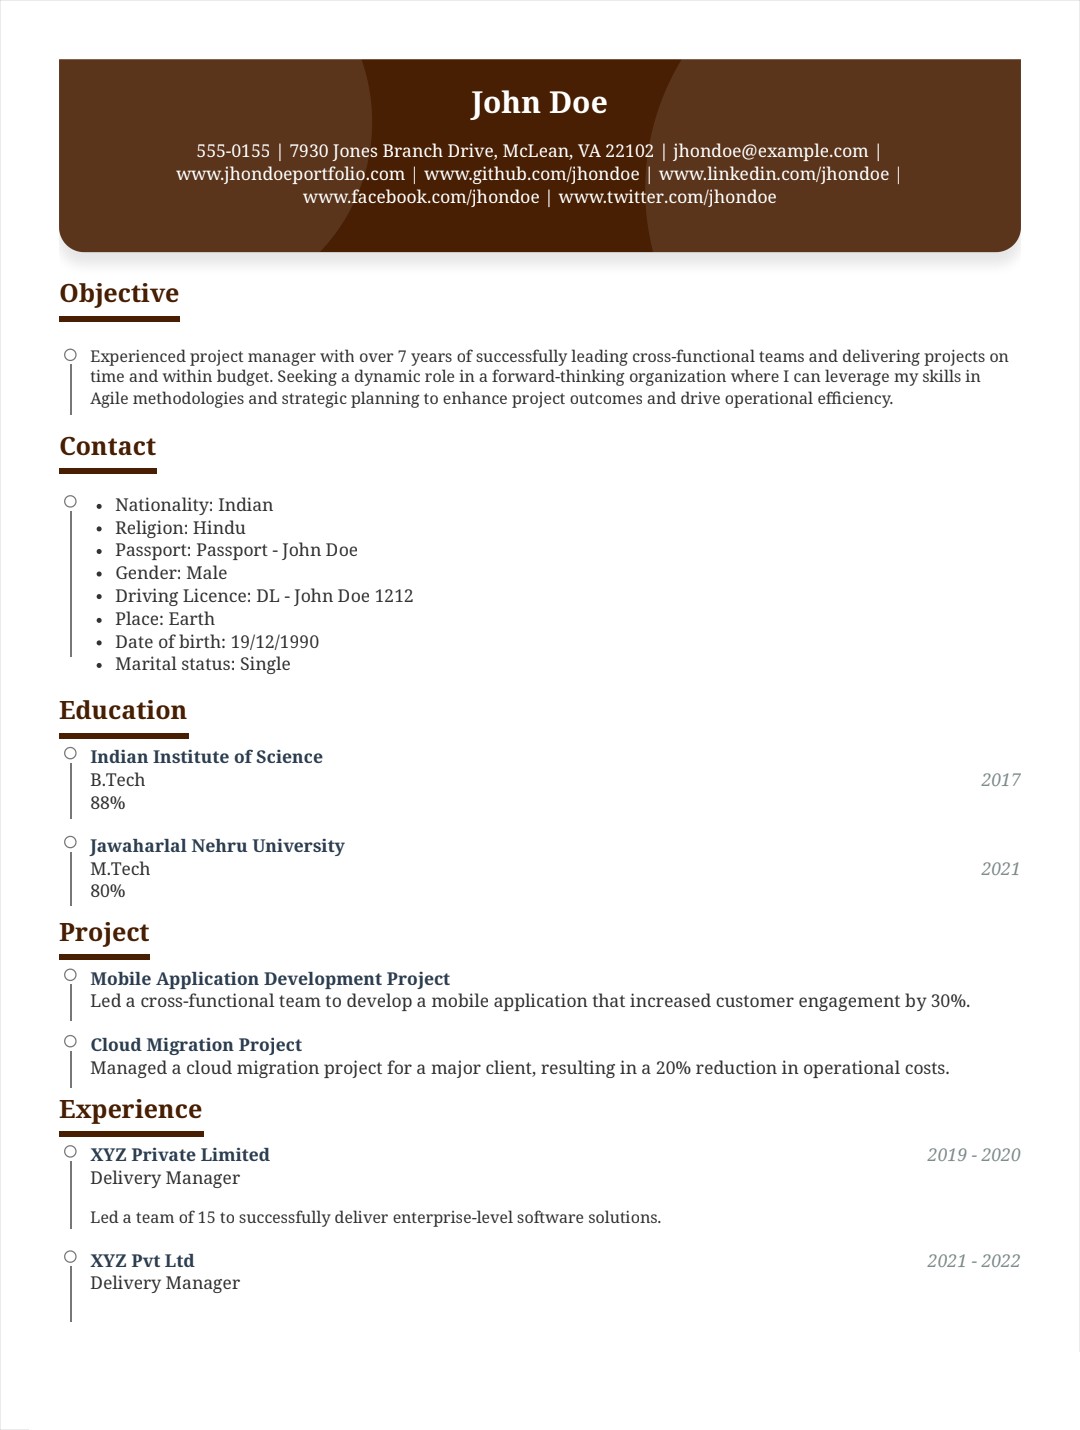 John Doe
555-0155 | 7930 Jones Branch Drive, McLean, VA 22102 | jhondoe@example.com |
www.jhondoeportfolio.com | www.github.com/jhondoe | www.linkedin.com/jhondoe |
www.facebook.com/jhondoe | www.twitter.com/jhondoe
Objective
Experienced project manager with over 7 years of successfully leading cross-functional teams and delivering projects on
time and within budget. Seeking a dynamic role in a forward-thinking organization where I can leverage my skills in
Agile methodologies and strategic planning to enhance project outcomes and drive operational efficiency.
Contact
• Nationality: Indian
• Religion: Hindu
• Passport: Passport - John Doe
• Gender: Male
• Driving Licence: DL - John Doe 1212
• Place: Earth
• Date of birth: 19/12/1990
• Marital status: Single
Education
Indian Institute of Science
B.Tech 2017
88%
Jawaharlal Nehru University
M.Tech 2021
80%
Project
Mobile Application Development Project
Led a cross-functional team to develop a mobile application that increased customer engagement by 30%.
Cloud Migration Project
Managed a cloud migration project for a major client, resulting in a 20% reduction in operational costs.
Experience
XYZ Private Limited 2019 - 2020
Delivery Manager
Led a team of 15 to successfully deliver enterprise-level software solutions.
XYZ Pvt Ltd 2021 - 2022
Delivery Manager